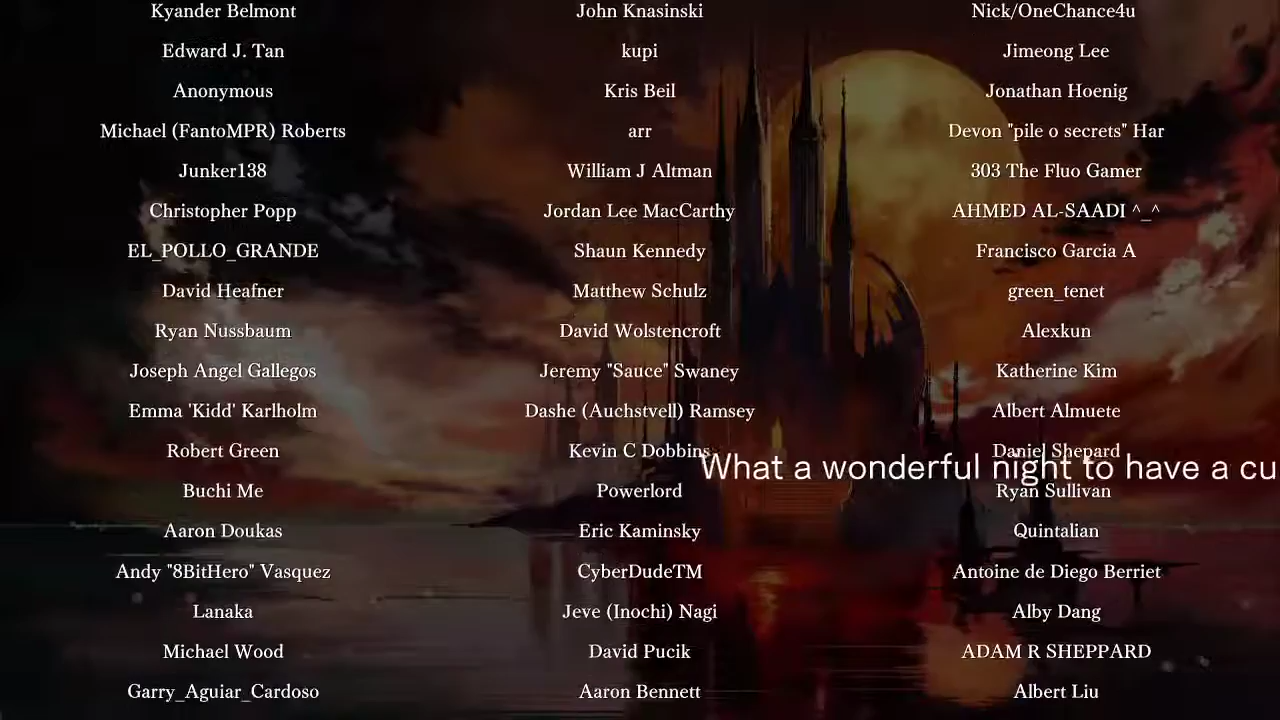 Kyander Belmont John Knasinski Nick/OneChance4u
Edward J. Tan kupi Jimeong Lee
Anonymous Kris Beil Jonathan Hoenig
Michael (FantoMPR) Roberts arr Devon "pile o secrets" Har
Junker138 William J Altman 303 The Fluo Gamer
Christopher Popp Jordan Lee MacCarthy AHMED AL-SAADI ^_^
EL_POLLO_GRANDE Shaun Kennedy Francisco Garcia A
David Heafner Matthew Schulz green_tenet
Ryan Nussbaum David Wolstencroft Alexkun
Joseph Angel Gallegos Jeremy "Sauce" Swaney Katherine Kim
Emma 'Kidd' Karlholm Dashe (Auchstvell) Ramsey Albert Almuete
Robert Green Kevin C Dobbins Daniel Shepard
What a wonderful night to have a cu
Buchi Me Powerlord Ryan Sullivan
Aaron Doukas Eric Kaminsky Quintalian
Andy "8BitHero" Vasquez CyberDudeTM Antoine de Diego Berriet
Lanaka Jeve (Inochi) Nagi Alby Dang
Michael Wood David Pucik ADAM R SHEPPARD
Garry_Aguiar_Cardoso Aaron Bennett Albert Liu